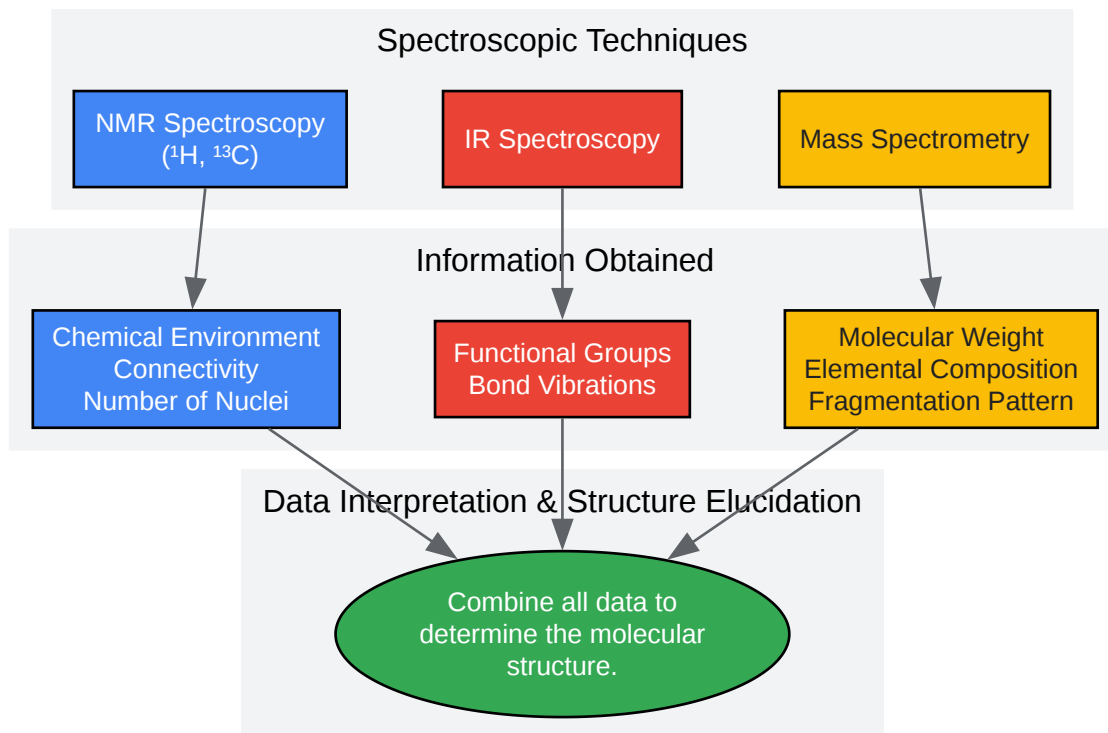 Spectroscopic Techniques
NMR Spectroscopy
(¹H, ¹³C)
IR Spectroscopy
Mass Spectrometry
Information Obtained
Chemical Environment
Connectivity
Number of Nuclei
Functional Groups
Bond Vibrations
Molecular Weight
Elemental Composition
Fragmentation Pattern
Data Interpretation & Structure Elucidation
Combine all data to
determine the molecular
structure.